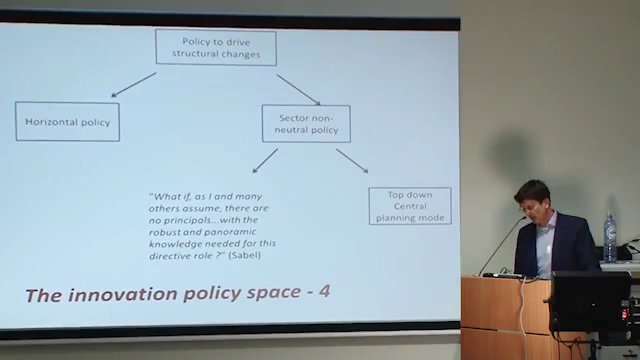 Policy to drive
structural changes
Horizontal policy
Sector non-
neutral policy
"What if, as I and many
others assume, there are
no principals...with the
robust and panoramic
knowledge needed for this
directive role ?" (Sabel)
Top down
Central
planning mode
The innovation policy space - 4